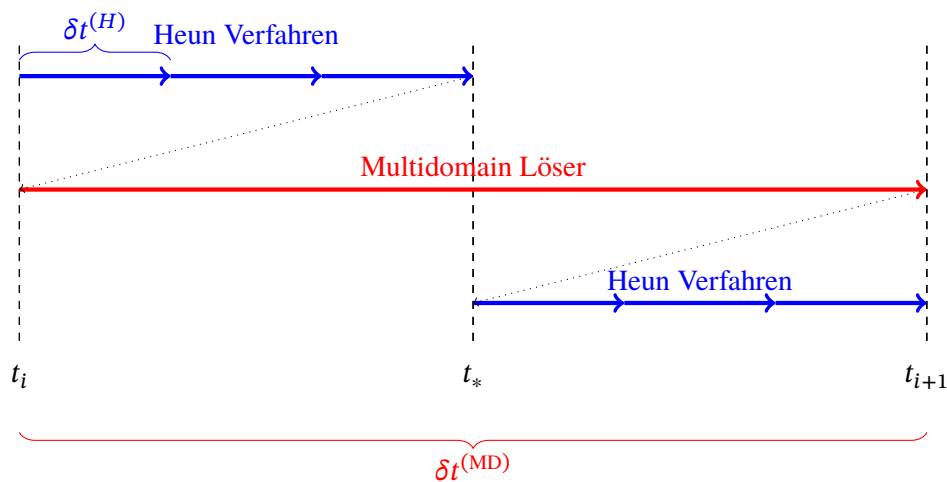 δt^(H)
Heun Verfahren
Multidomain Löser
Heun Verfahren
t_i
t_*
t_{i+1}
δt^(MD)